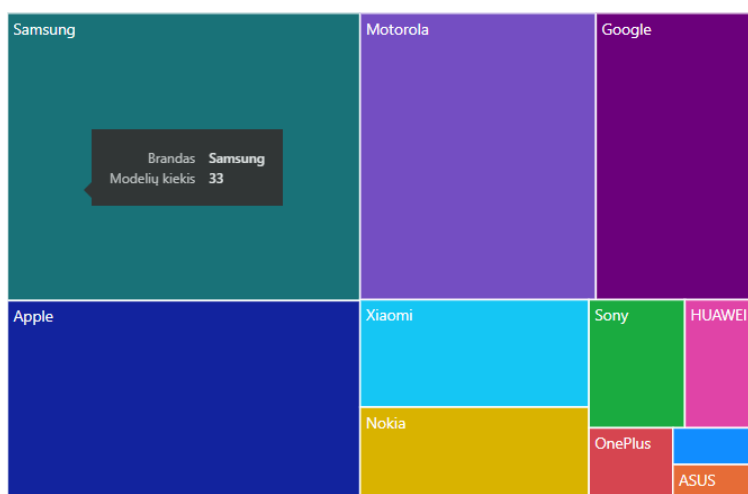 Samsung
Motorola
Google
Brandas Samsung
Modelių kiekis 33
Apple
Xiaomi
Sony
HUAWEI
Nokia
OnePlus
ASUS